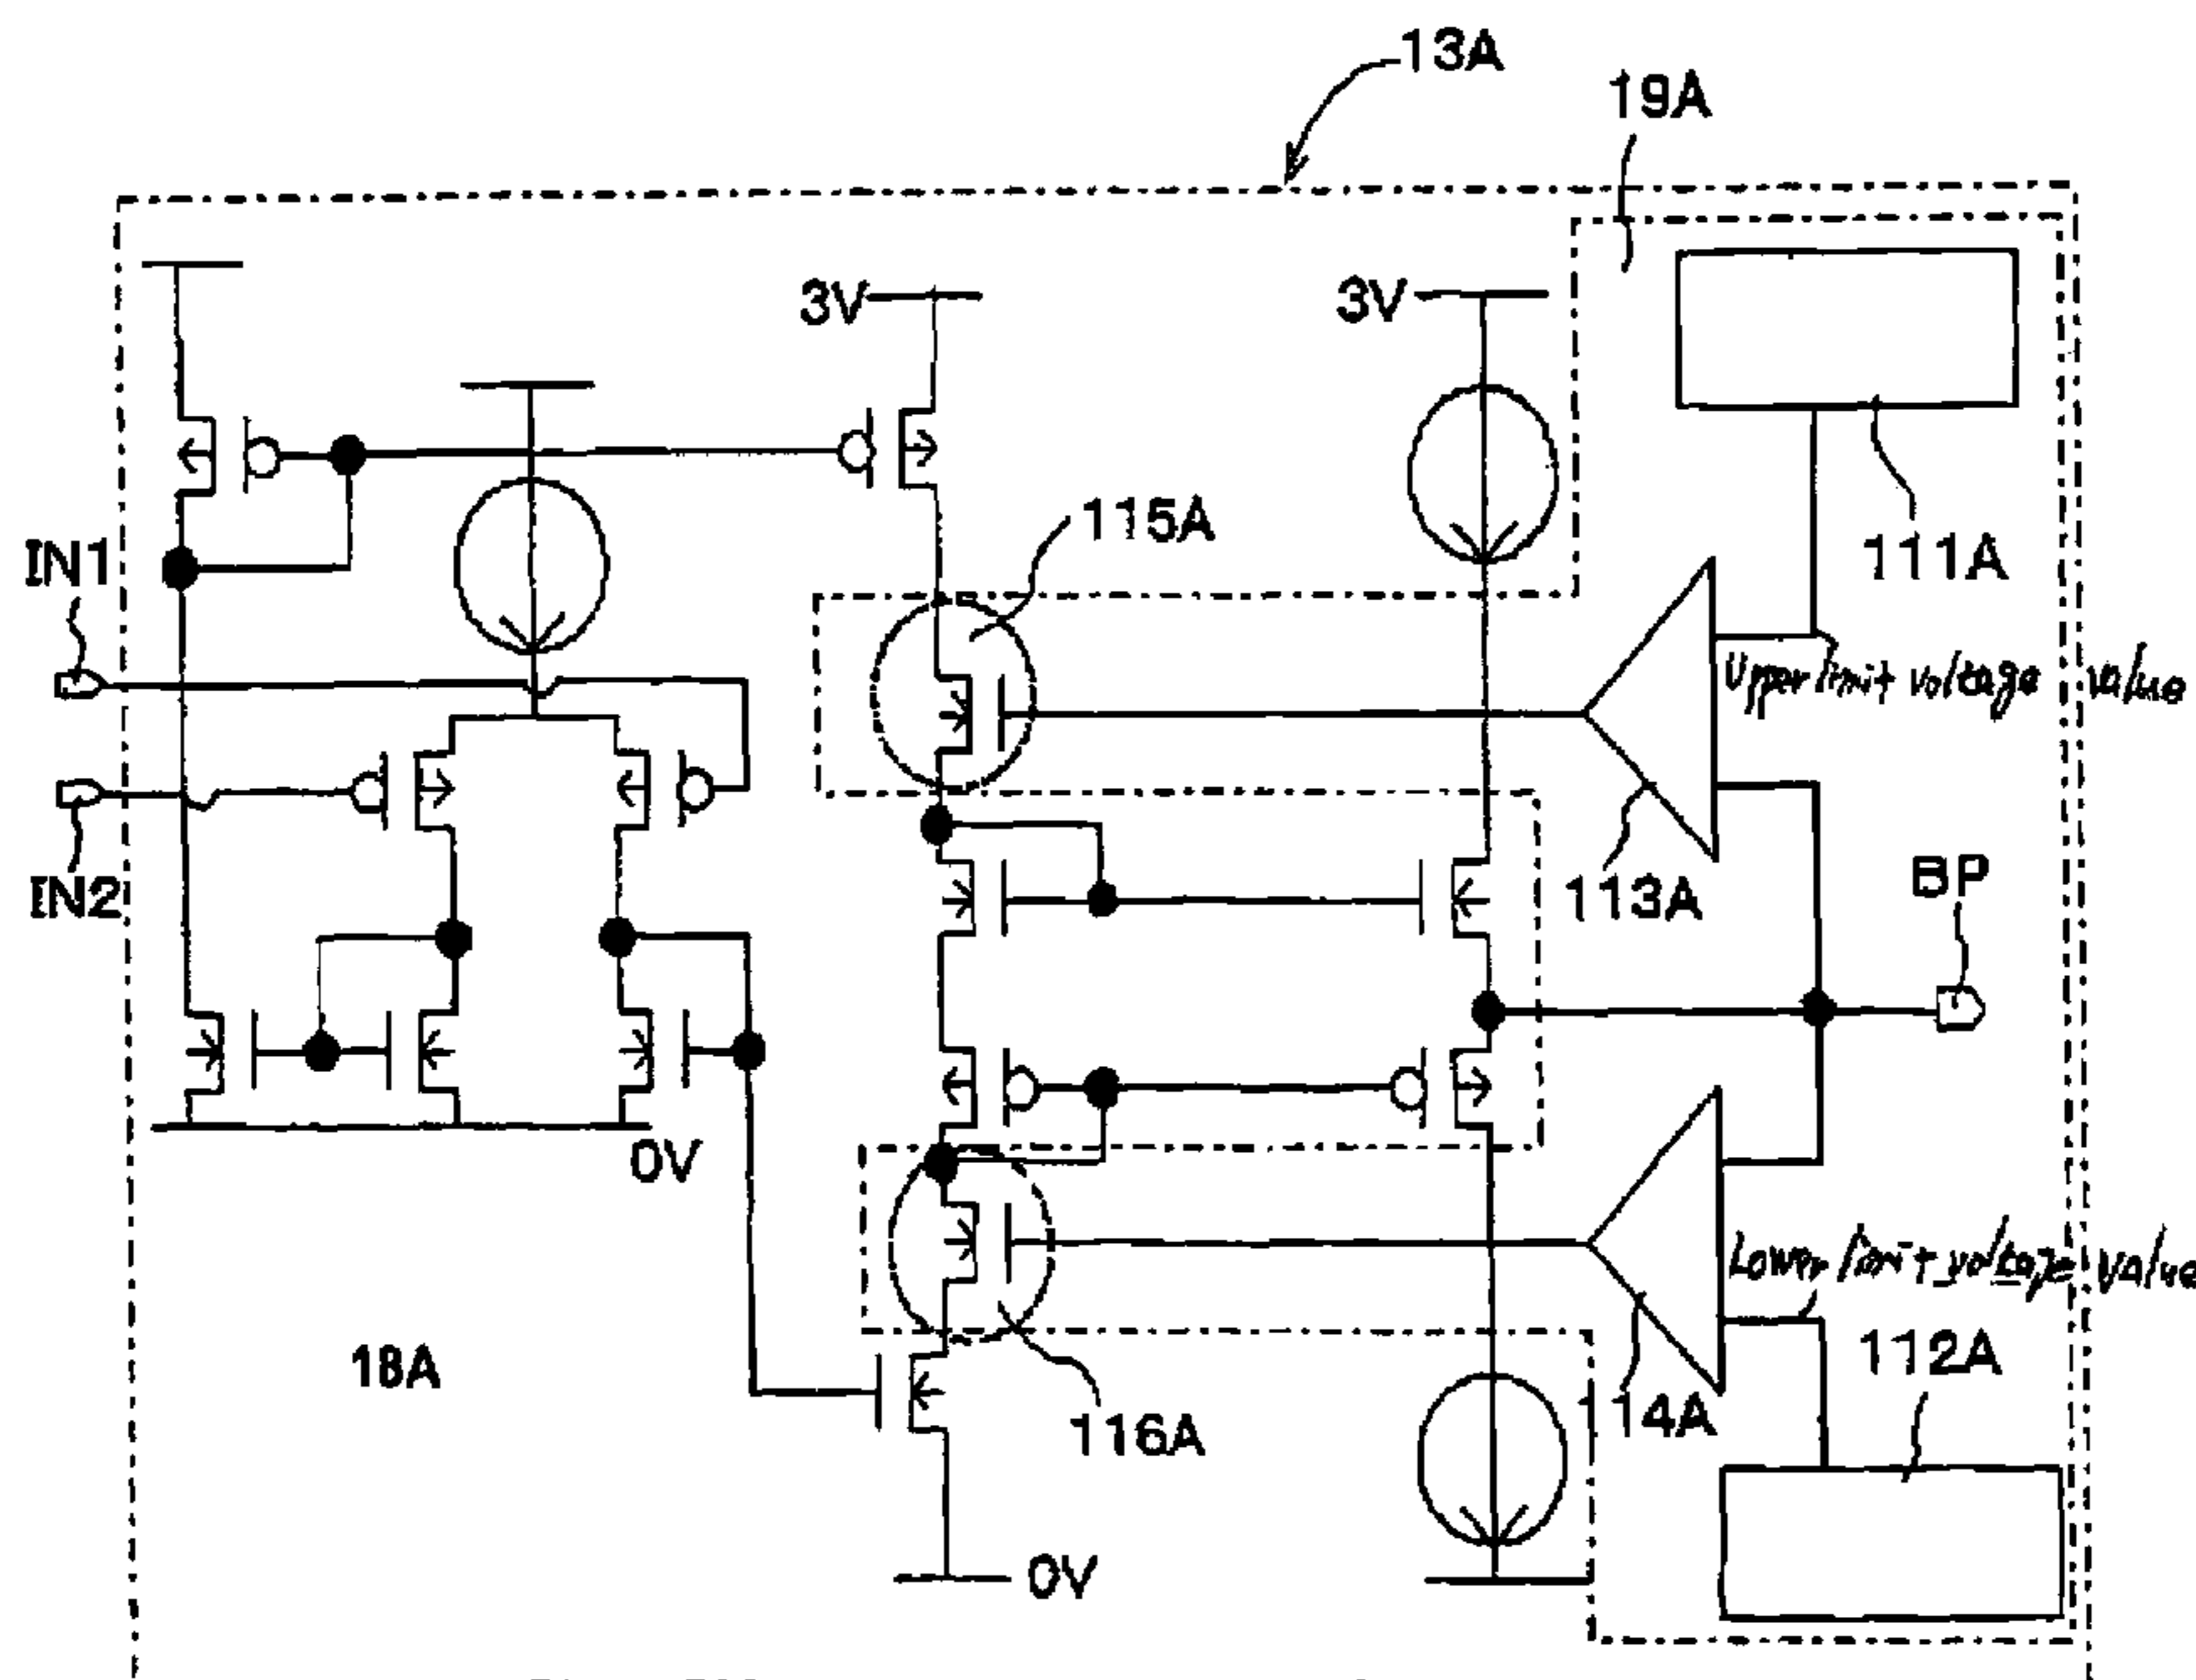 13A
19A
3V
3V
115A
111A
IN1
Upper limit voltage value
IN2
113A
BP
0V
Lower limit voltage value
18A
112A
116A
14A
0V